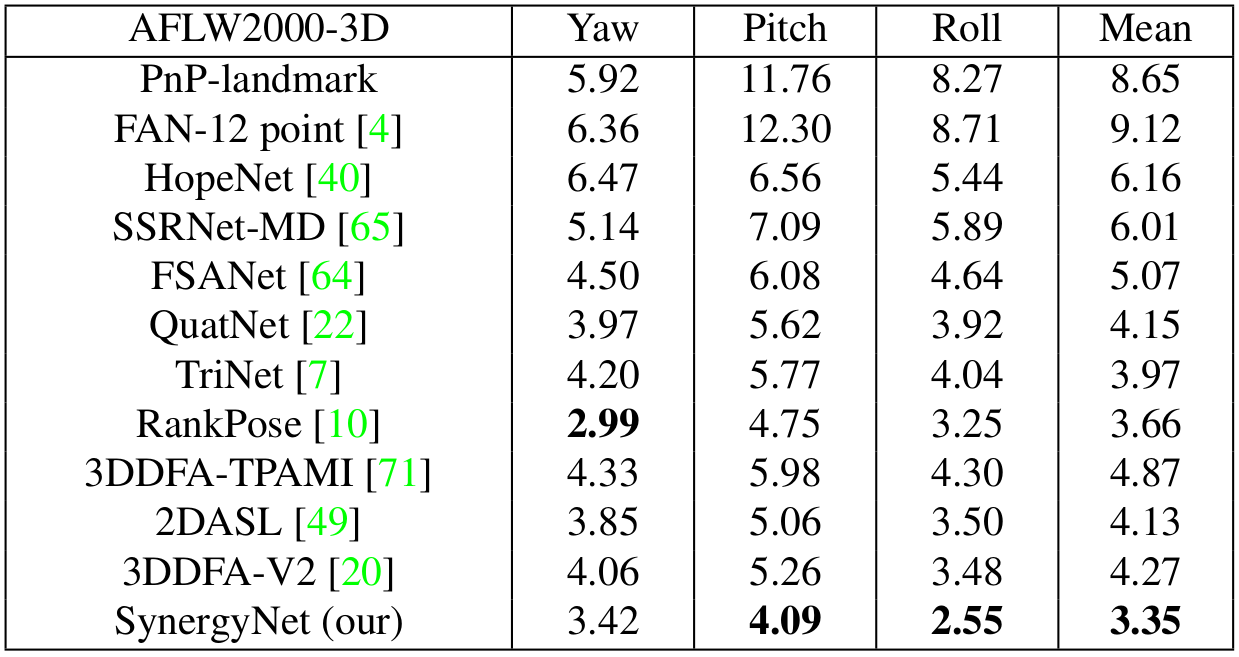 AFLW2000-3D Yaw Pitch Roll Mean
PnP-landmark 5.92 11.76 8.27 8.65
FAN-12 point [4] 6.36 12.30 8.71 9.12
HopeNet [40] 6.47 6.56 5.44 6.16
SSRNet-MD [65] 5.14 7.09 5.89 6.01
FSANet [64] 4.50 6.08 4.64 5.07
QuatNet [22] 3.97 5.62 3.92 4.15
TriNet [7] 4.20 5.77 4.04 3.97
RankPose [10] 2.99 4.75 3.25 3.66
3DDFA-TPAMI [71] 4.33 5.98 4.30 4.87
2DASL [49] 3.85 5.06 3.50 4.13
3DDFA-V2 [20] 4.06 5.26 3.48 4.27
SynergyNet (our) 3.42 4.09 2.55 3.35